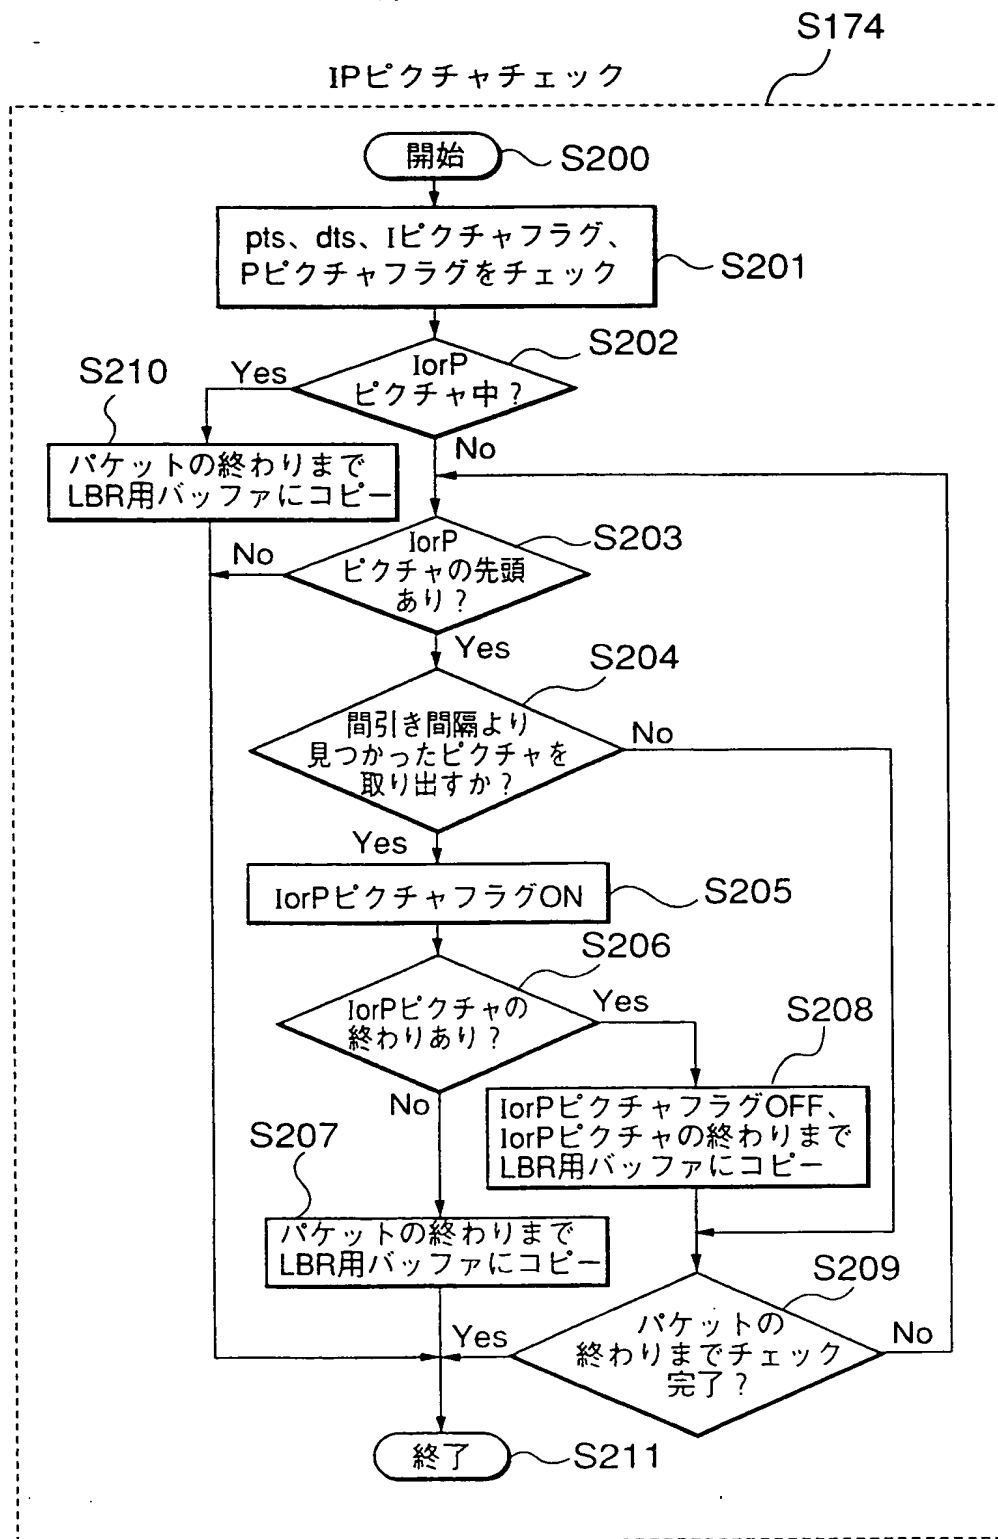 S174
IPピクチャチェック
開始
S200
pts、dts、Iピクチャフラグ、
Pピクチャフラグをチェック
S201
S202
IorP
ピクチャ中?
Yes
No
S210
パケットの終わりまで
LBR用バッファにコピー
S203
IorP
ピクチャの先頭
あり?
No
Yes
S204
間引き間隔より
見つかったピクチャを
取り出すか?
No
Yes
IorPピクチャフラグON
S205
S206
IorPピクチャの
終わりあり?
Yes
No
S208
IorPピクチャフラグOFF、
IorPピクチャの終わりまで
LBR用バッファにコピー
S207
パケットの終わりまで
LBR用バッファにコピー
S209
パケットの
終わりまでチェック
完了?
Yes
No
終了
S211